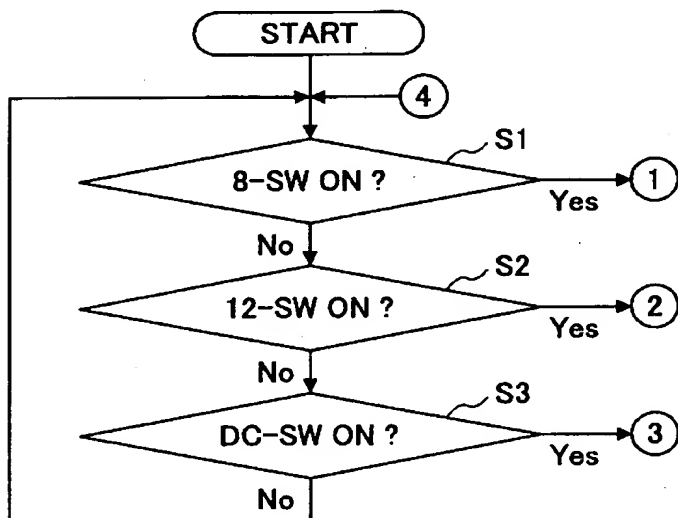 START
4
S1
8-SW ON ?
1
Yes
No
S2
12-SW ON ?
2
Yes
No
S3
DC-SW ON ?
3
Yes
No